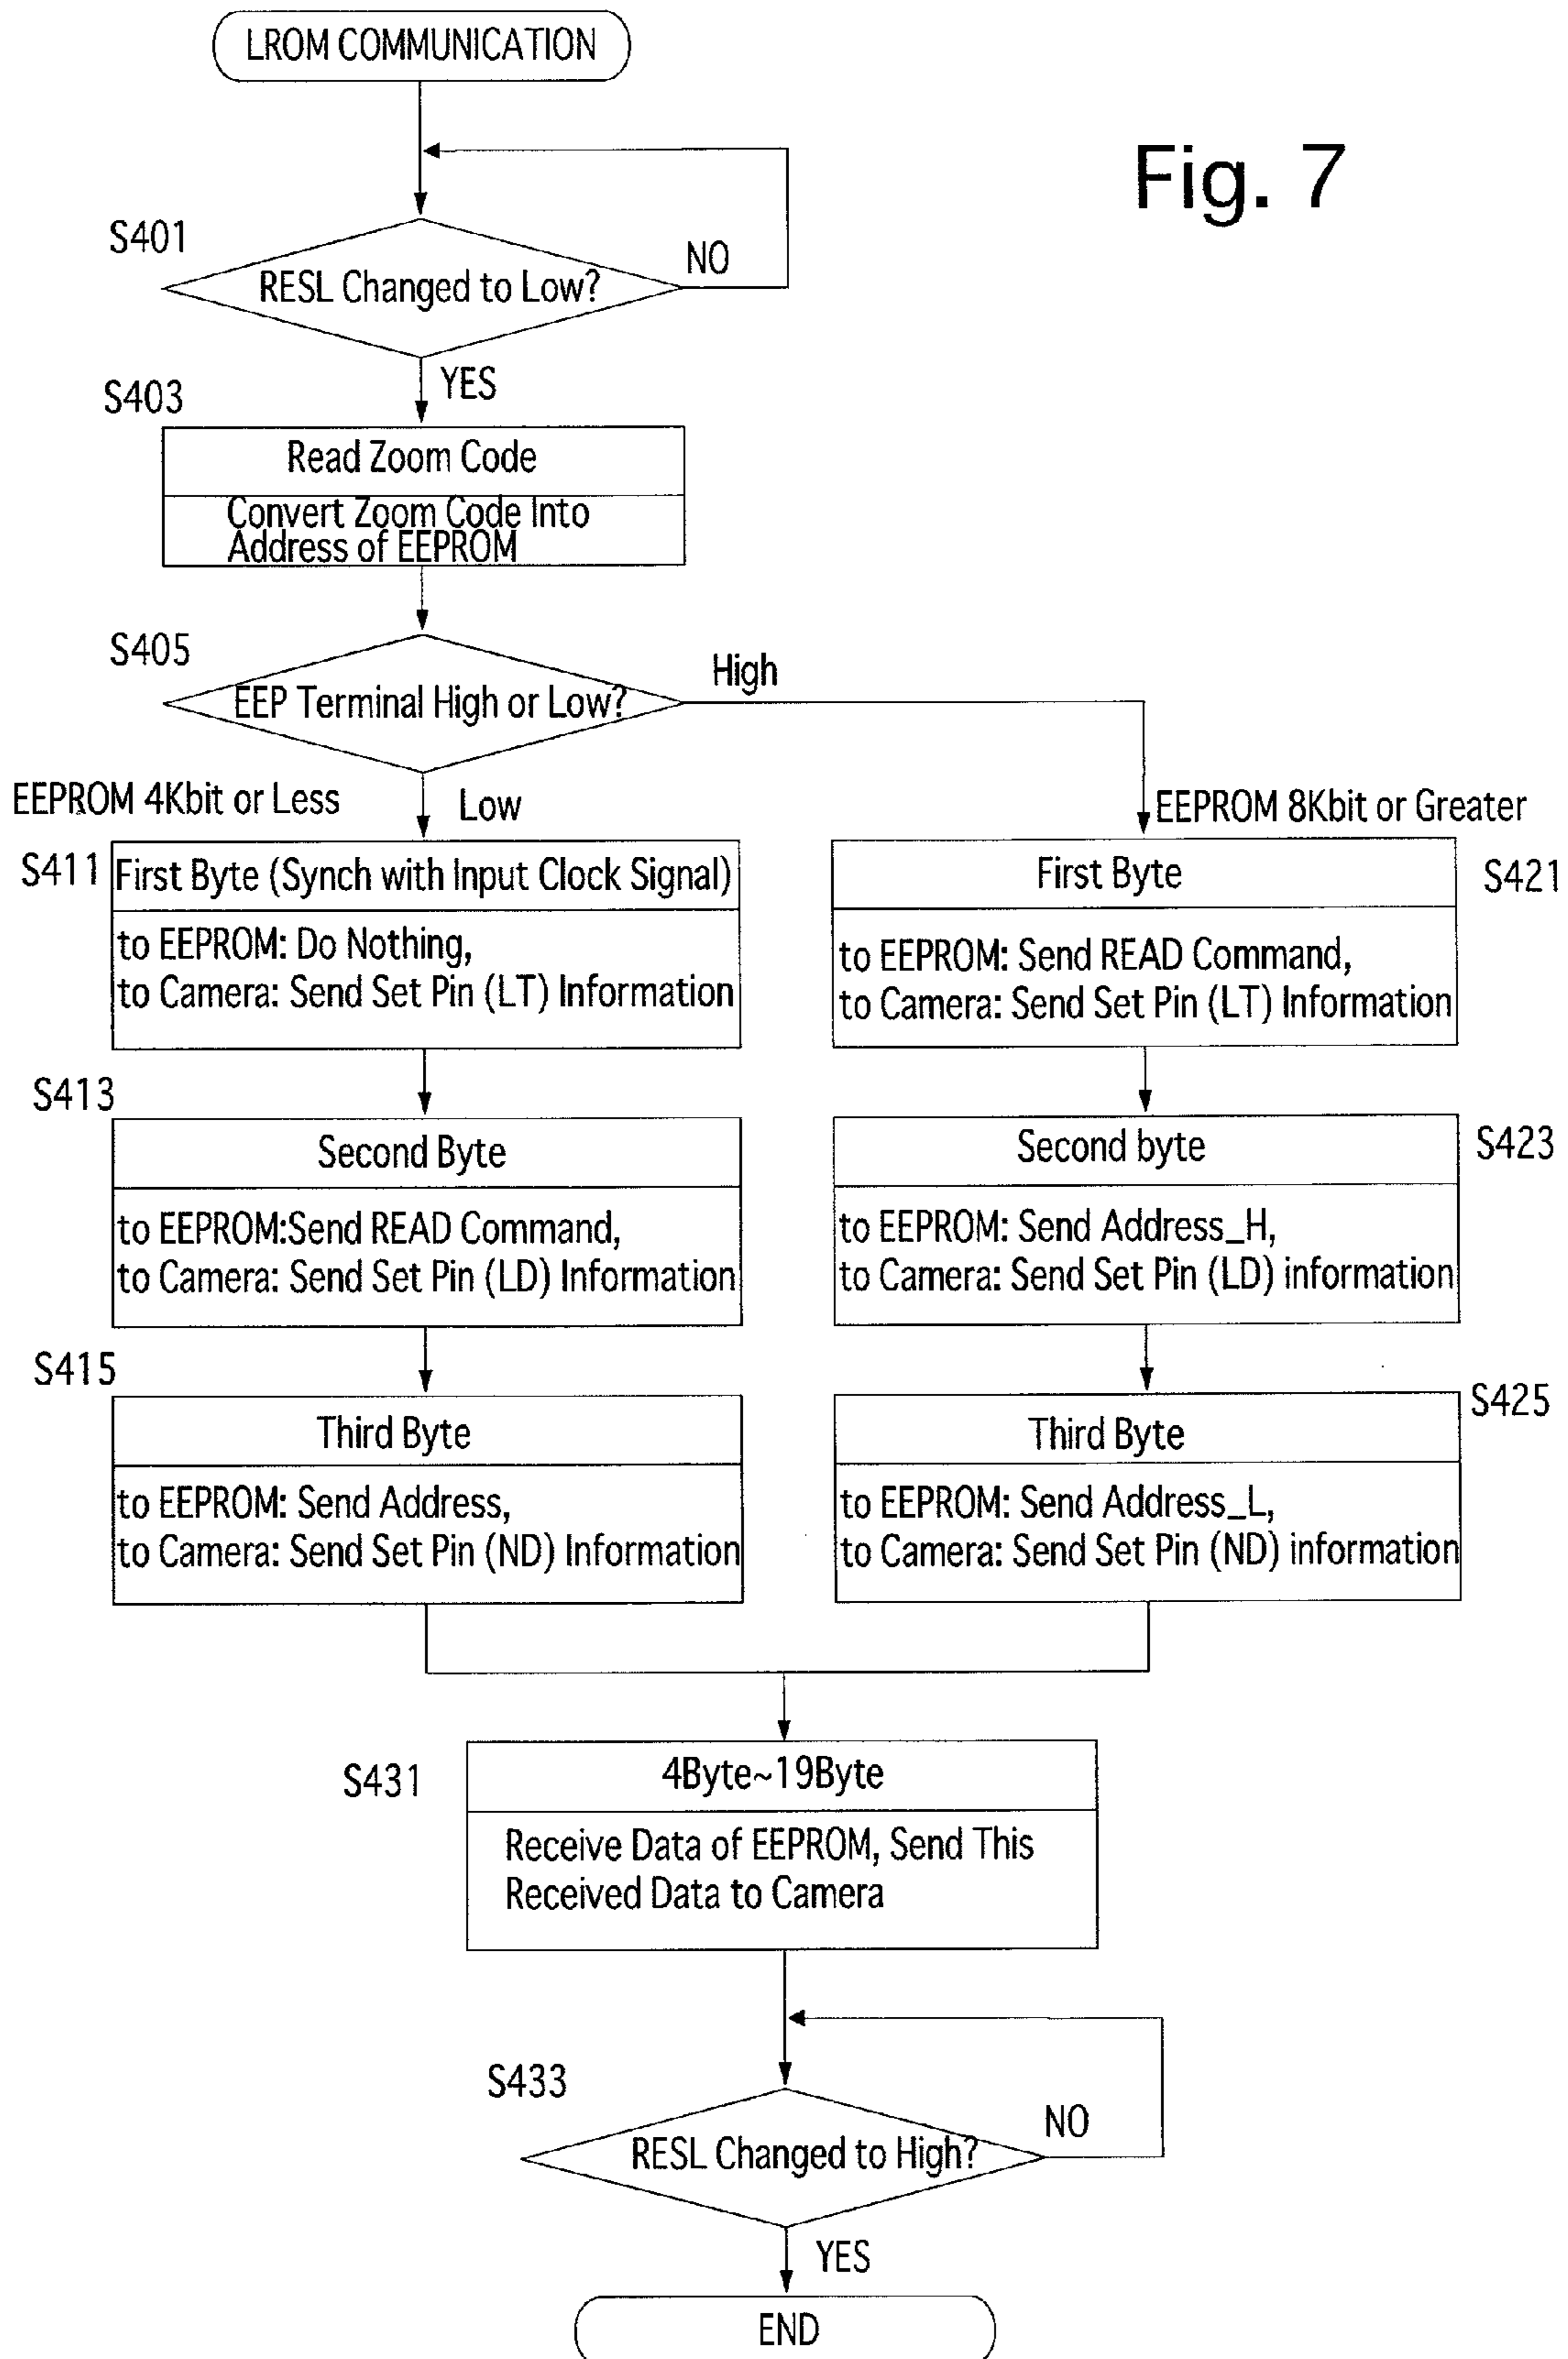 LROM COMMUNICATION
Fig. 7
S401
RESL Changed to Low?
NO
YES
S403
Read Zoom Code
Convert Zoom Code Into
Address of EEPROM
S405
EEP Terminal High or Low?
High
EEPROM 4Kbit or Less
Low
EEPROM 8Kbit or Greater
S411
First Byte (Synch with Input Clock Signal)
to EEPROM: Do Nothing,
to Camera: Send Set Pin (LT) Information
First Byte
S421
to EEPROM: Send READ Command,
to Camera: Send Set Pin (LT) Information
S413
Second Byte
to EEPROM:Send READ Command,
to Camera: Send Set Pin (LD) Information
Second byte
S423
to EEPROM: Send Address_H,
to Camera: Send Set Pin (LD) information
S415
Third Byte
to EEPROM: Send Address,
to Camera: Send Set Pin (ND) Information
S425
Third Byte
to EEPROM: Send Address_L,
to Camera: Send Set Pin (ND) information
S431
4Byte~19Byte
Receive Data of EEPROM, Send This
Received Data to Camera
S433
RESL Changed to High?
NO
YES
END